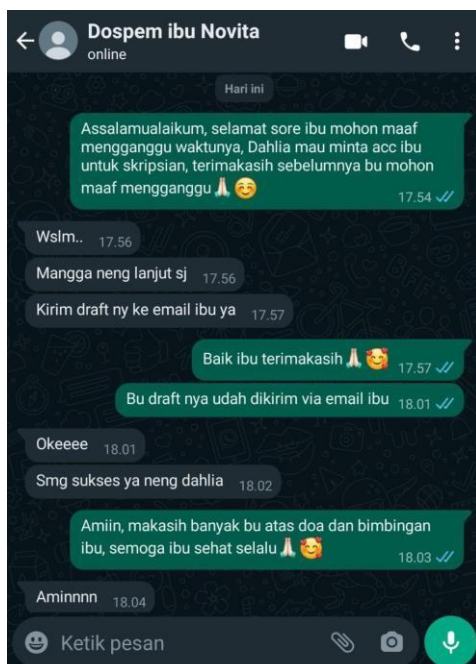 Dospem ibu Novita
online
Hari ini
Assalamualaikum, selamat sore ibu mohon maaf
mengganggu waktunya, Dahlia mau minta acc ibu
untuk skripsian, terimakasih sebelumnya bu mohon
maaf mengganggu🙏🏻☺️
17.54
Wslm.. 17.56
Mangga neng lanjut sj 17.56
Kirim draft ny ke email ibu ya 17.57
Baik ibu terimakasih🙏🏻🥰 17.57
Bu draft nya udah dikirim via email ibu 18.01
Okeeee 18.01
Smg sukses ya neng dahlia 18.02
Amiin, makasih banyak bu atas doa dan bimbingan
ibu, semoga ibu sehat selalu🙏🏻🥰
18.03
Aminnnn 18.04
Ketik pesan